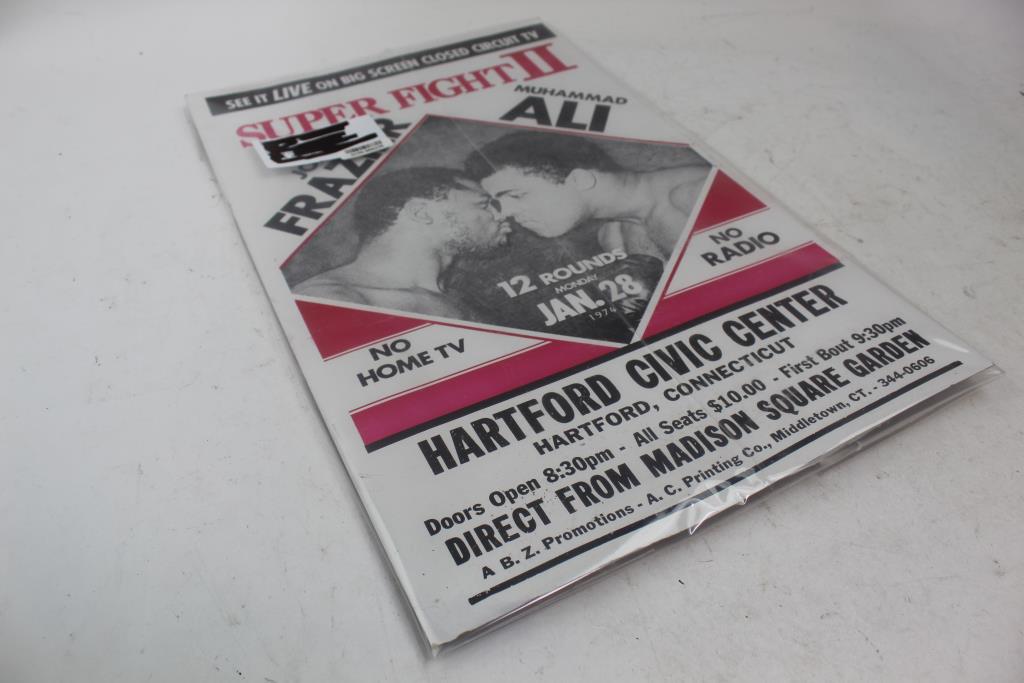 SEE IT LIVE ON BIG SCREEN CLOSED CIRCUIT TV
SUPER FIGHT II
FRAZIER
MUHAMMAD
ALI
12 ROUNDS
MONDAY
JAN. 28
1974
NO
HOME TV
NO
RADIO
HARTFORD CIVIC CENTER
HARTFORD, CONNECTICUT
Doors Open 8:30pm - All Seats $10.00 - First Bout 9:30pm
DIRECT FROM MADISON SQUARE GARDEN
A B. Z. Promotions - A. C. Printing Co., Middletown, CT. - 344-0606